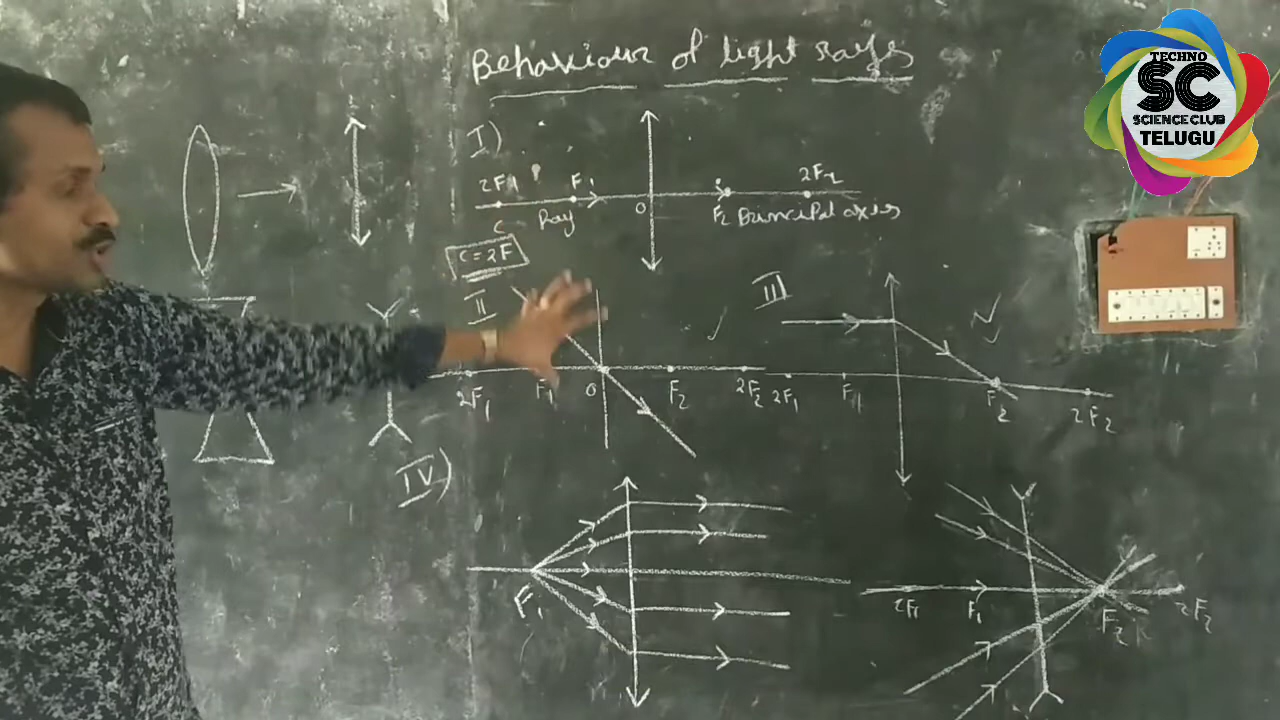 Behaviour of light rays
TECHNO
SC
SCIENCE CLUB
TELUGU
I)
2F1 F1 2F2
C Ray O F2 Principal axis
C = 2F
II III
2F1 F1 O F2 2F2 2F1 F1 F2 2F2
IV)
F1
2F1 F1 F2 2F2